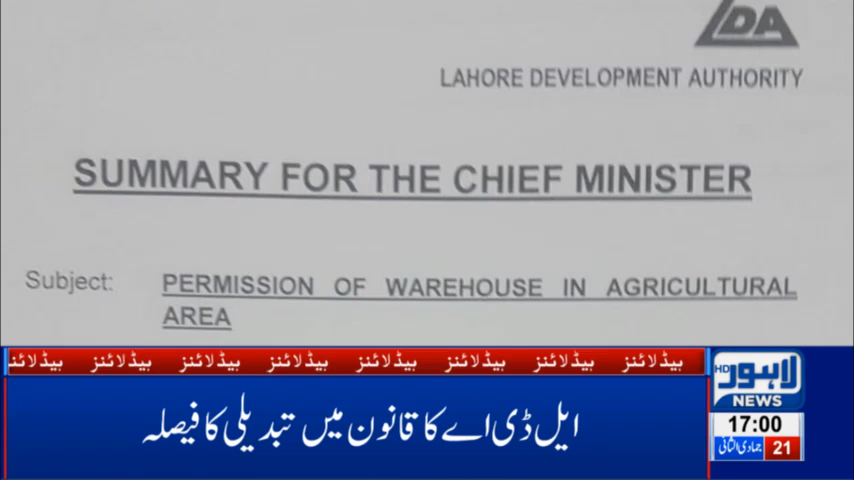 LDA
LAHORE DEVELOPMENT AUTHORITY
SUMMARY FOR THE CHIEF MINISTER
Subject: PERMISSION OF WAREHOUSE IN AGRICULTURAL
AREA
ہیڈلائنز ہیڈلائنز ہیڈلائنز ہیڈلائنز ہیڈلائنز ہیڈلائنز ہیڈلائنز ہیڈلائنز
ایل ڈی اے کا قانون میں تبدیلی کا فیصلہ
لاہور HD
NEWS
17:00
21 جمادی الثانی